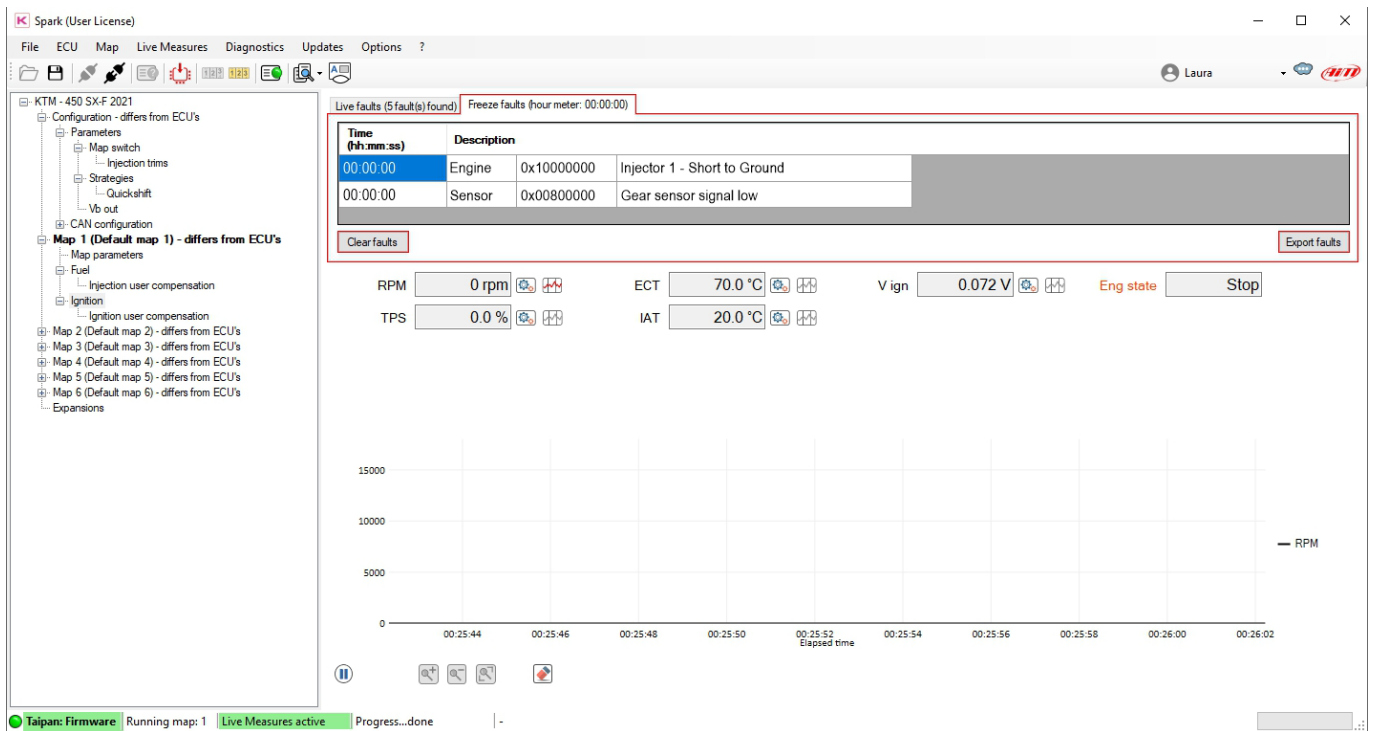 Spark (User License)
File ECU Map Live Measures Diagnostics Updates Options ?
Laura
AiM
KTM - 450 SX-F 2021
Configuration - differs from ECU's
Parameters
Map switch
Injection trims
Strategies
Quickshift
Vb out
CAN configuration
Map 1 (Default map 1) - differs from ECU's
Map parameters
Fuel
Injection user compensation
Ignition
Ignition user compensation
Map 2 (Default map 2) - differs from ECU's
Map 3 (Default map 3) - differs from ECU's
Map 4 (Default map 4) - differs from ECU's
Map 5 (Default map 5) - differs from ECU's
Map 6 (Default map 6) - differs from ECU's
Expansions
Live faults (5 fault(s) found) Freeze faults (hour meter: 00:00:00)
Time
(hh:mm:ss) Description
00:00:00 Engine 0x10000000 Injector 1 - Short to Ground
00:00:00 Sensor 0x00800000 Gear sensor signal low
Clear faults Export faults
RPM 0 rpm ECT 70.0 °C V ign 0.072 V Eng state Stop
TPS 0.0 % IAT 20.0 °C
15000
10000
5000
0
RPM
00:25:44 00:25:46 00:25:48 00:25:50 00:25:52 00:25:54 00:25:56 00:25:58 00:26:00 00:26:02
Elapsed time
Taipan: Firmware Running map: 1 Live Measures active Progress...done -